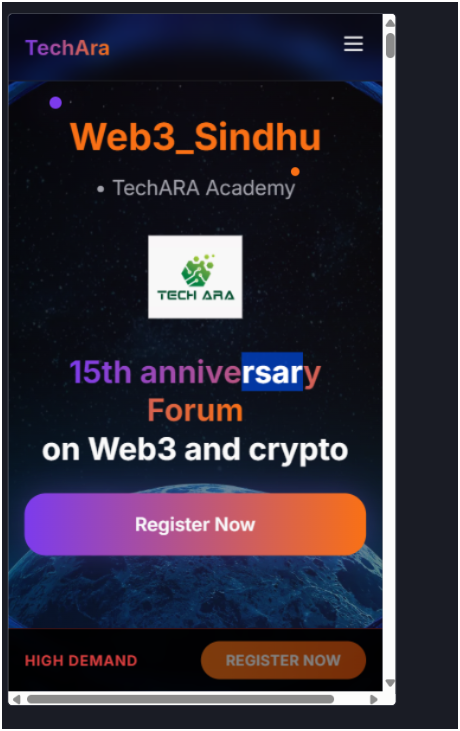 TechAra
Web3_Sindhu
• TechARA Academy
TECH ARA
15th anniversary
Forum
on Web3 and crypto
Register Now
HIGH DEMAND
REGISTER NOW